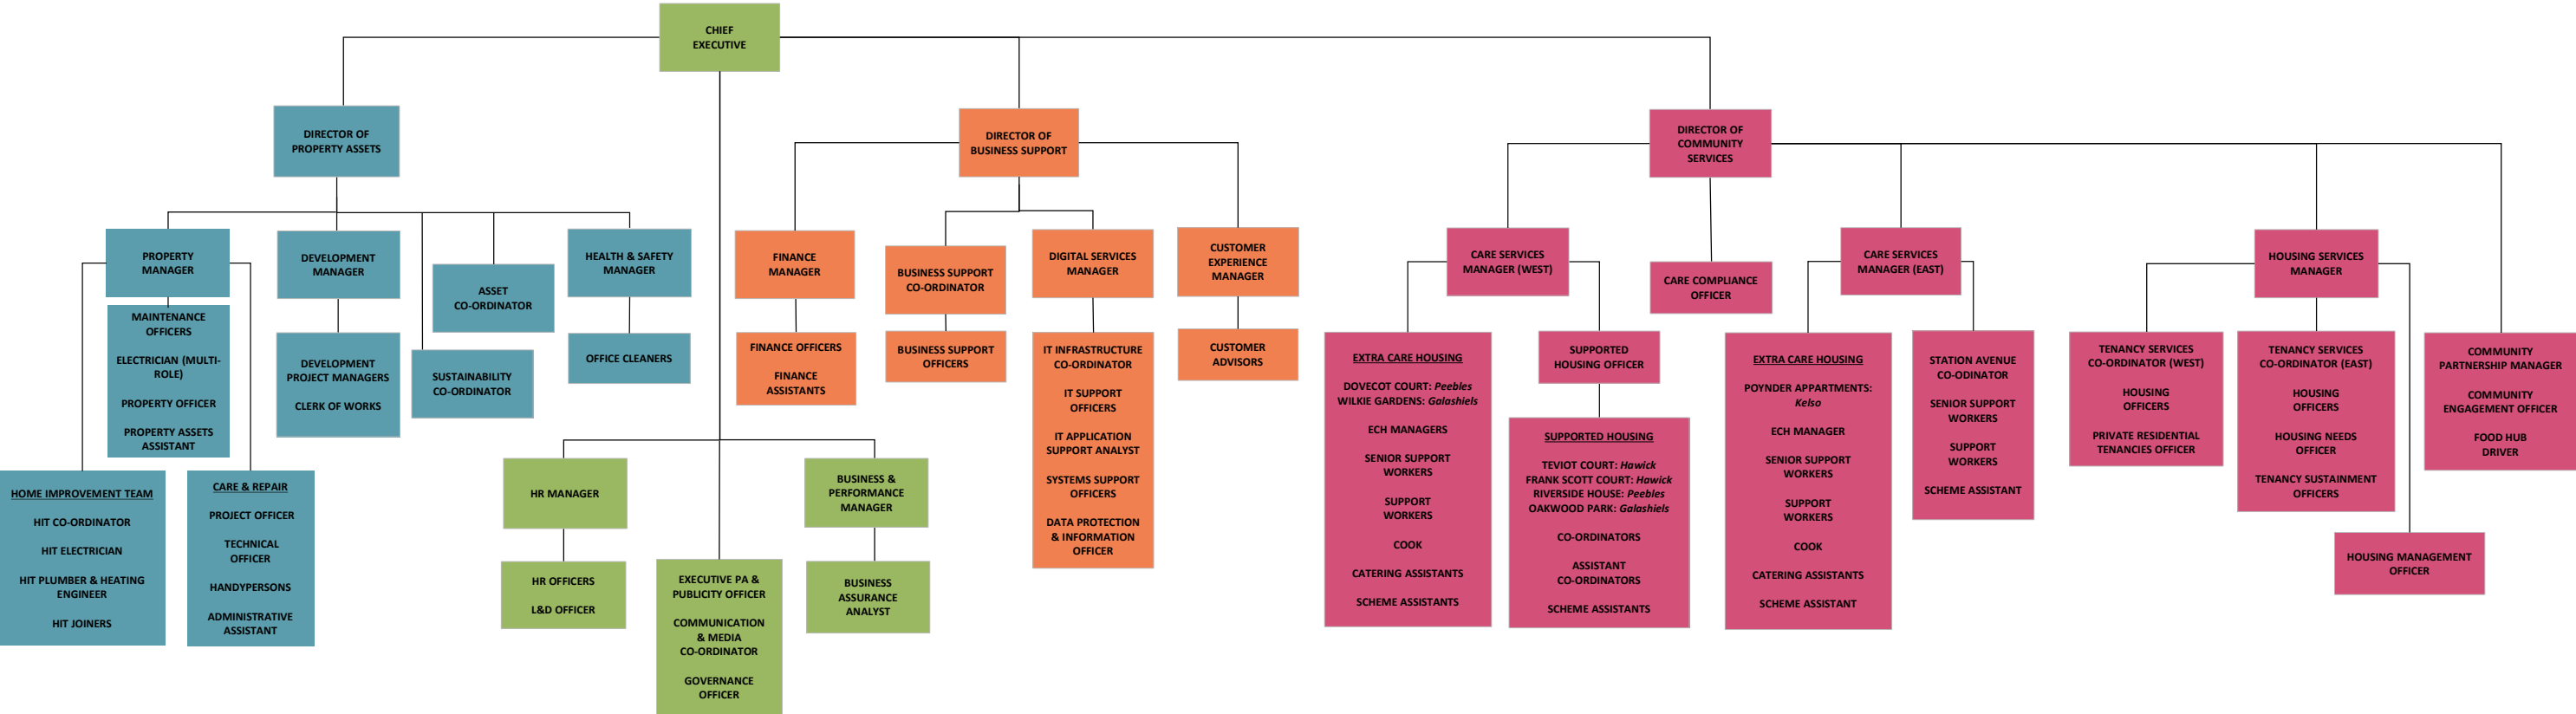 CHIEF
EXECUTIVE
DIRECTOR OF
PROPERTY ASSETS
DIRECTOR OF
BUSINESS SUPPORT
DIRECTOR OF
COMMUNITY
SERVICES
PROPERTY
MANAGER
MAINTENANCE
OFFICERS
ELECTRICIAN (MULTI-
ROLE)
PROPERTY OFFICER
PROPERTY ASSETS
ASSISTANT
HOME IMPROVEMENT TEAM
HIT CO-ORDINATOR
HIT ELECTRICIAN
HIT PLUMBER & HEATING
ENGINEER
HIT JOINERS
CARE & REPAIR
PROJECT OFFICER
TECHNICAL
OFFICER
HANDYPERSONS
ADMINISTRATIVE
ASSISTANT
DEVELOPMENT
MANAGER
DEVELOPMENT
PROJECT MANAGERS
CLERK OF WORKS
SUSTAINABILITY
CO-ORDINATOR
ASSET
CO-ORDINATOR
HEALTH & SAFETY
MANAGER
OFFICE CLEANERS
HR MANAGER
HR OFFICERS
L&D OFFICER
EXECUTIVE PA &
PUBLICITY OFFICER
COMMUNICATION
& MEDIA
CO-ORDINATOR
GOVERNANCE
OFFICER
BUSINESS &
PERFORMANCE
MANAGER
BUSINESS
ASSURANCE
ANALYST
FINANCE
MANAGER
FINANCE OFFICERS
FINANCE
ASSISTANTS
BUSINESS SUPPORT
CO-ORDINATOR
BUSINESS SUPPORT
OFFICERS
DIGITAL SERVICES
MANAGER
IT INFRASTRUCTURE
CO-ORDINATOR
IT SUPPORT
OFFICERS
IT APPLICATION
SUPPORT ANALYST
SYSTEMS SUPPORT
OFFICERS
DATA PROTECTION
& INFORMATION
OFFICER
CUSTOMER
EXPERIENCE
MANAGER
CUSTOMER
ADVISORS
CARE SERVICES
MANAGER (WEST)
EXTRA CARE HOUSING
DOVECOT COURT: Peebles
WILKIE GARDENS: Galashiels
ECH MANAGERS
SENIOR SUPPORT
WORKERS
SUPPORT
WORKERS
COOK
CATERING ASSISTANTS
SCHEME ASSISTANTS
SUPPORTED
HOUSING OFFICER
SUPPORTED HOUSING
TEVIOT COURT: Hawick
FRANK SCOTT COURT: Hawick
RIVERSIDE HOUSE: Peebles
OAKWOOD PARK: Galashiels
CO-ORDINATORS
ASSISTANT
CO-ORDINATORS
SCHEME ASSISTANTS
CARE COMPLIANCE
OFFICER
CARE SERVICES
MANAGER (EAST)
EXTRA CARE HOUSING
POYNDER APPARTMENTS:
Kelso
ECH MANAGER
SENIOR SUPPORT
WORKERS
SUPPORT
WORKERS
COOK
CATERING ASSISTANTS
SCHEME ASSISTANT
STATION AVENUE
CO-ODINATOR
SENIOR SUPPORT
WORKERS
SUPPORT
WORKERS
SCHEME ASSISTANT
HOUSING SERVICES
MANAGER
TENANCY SERVICES
CO-ORDINATOR (WEST)
HOUSING
OFFICERS
PRIVATE RESIDENTIAL
TENANCIES OFFICER
TENANCY SERVICES
CO-ORDINATOR (EAST)
HOUSING
OFFICERS
HOUSING NEEDS
OFFICER
TENANCY SUSTAINMENT
OFFICERS
HOUSING MANAGEMENT
OFFICER
COMMUNITY
PARTNERSHIP MANAGER
COMMUNITY
ENGAGEMENT OFFICER
FOOD HUB
DRIVER